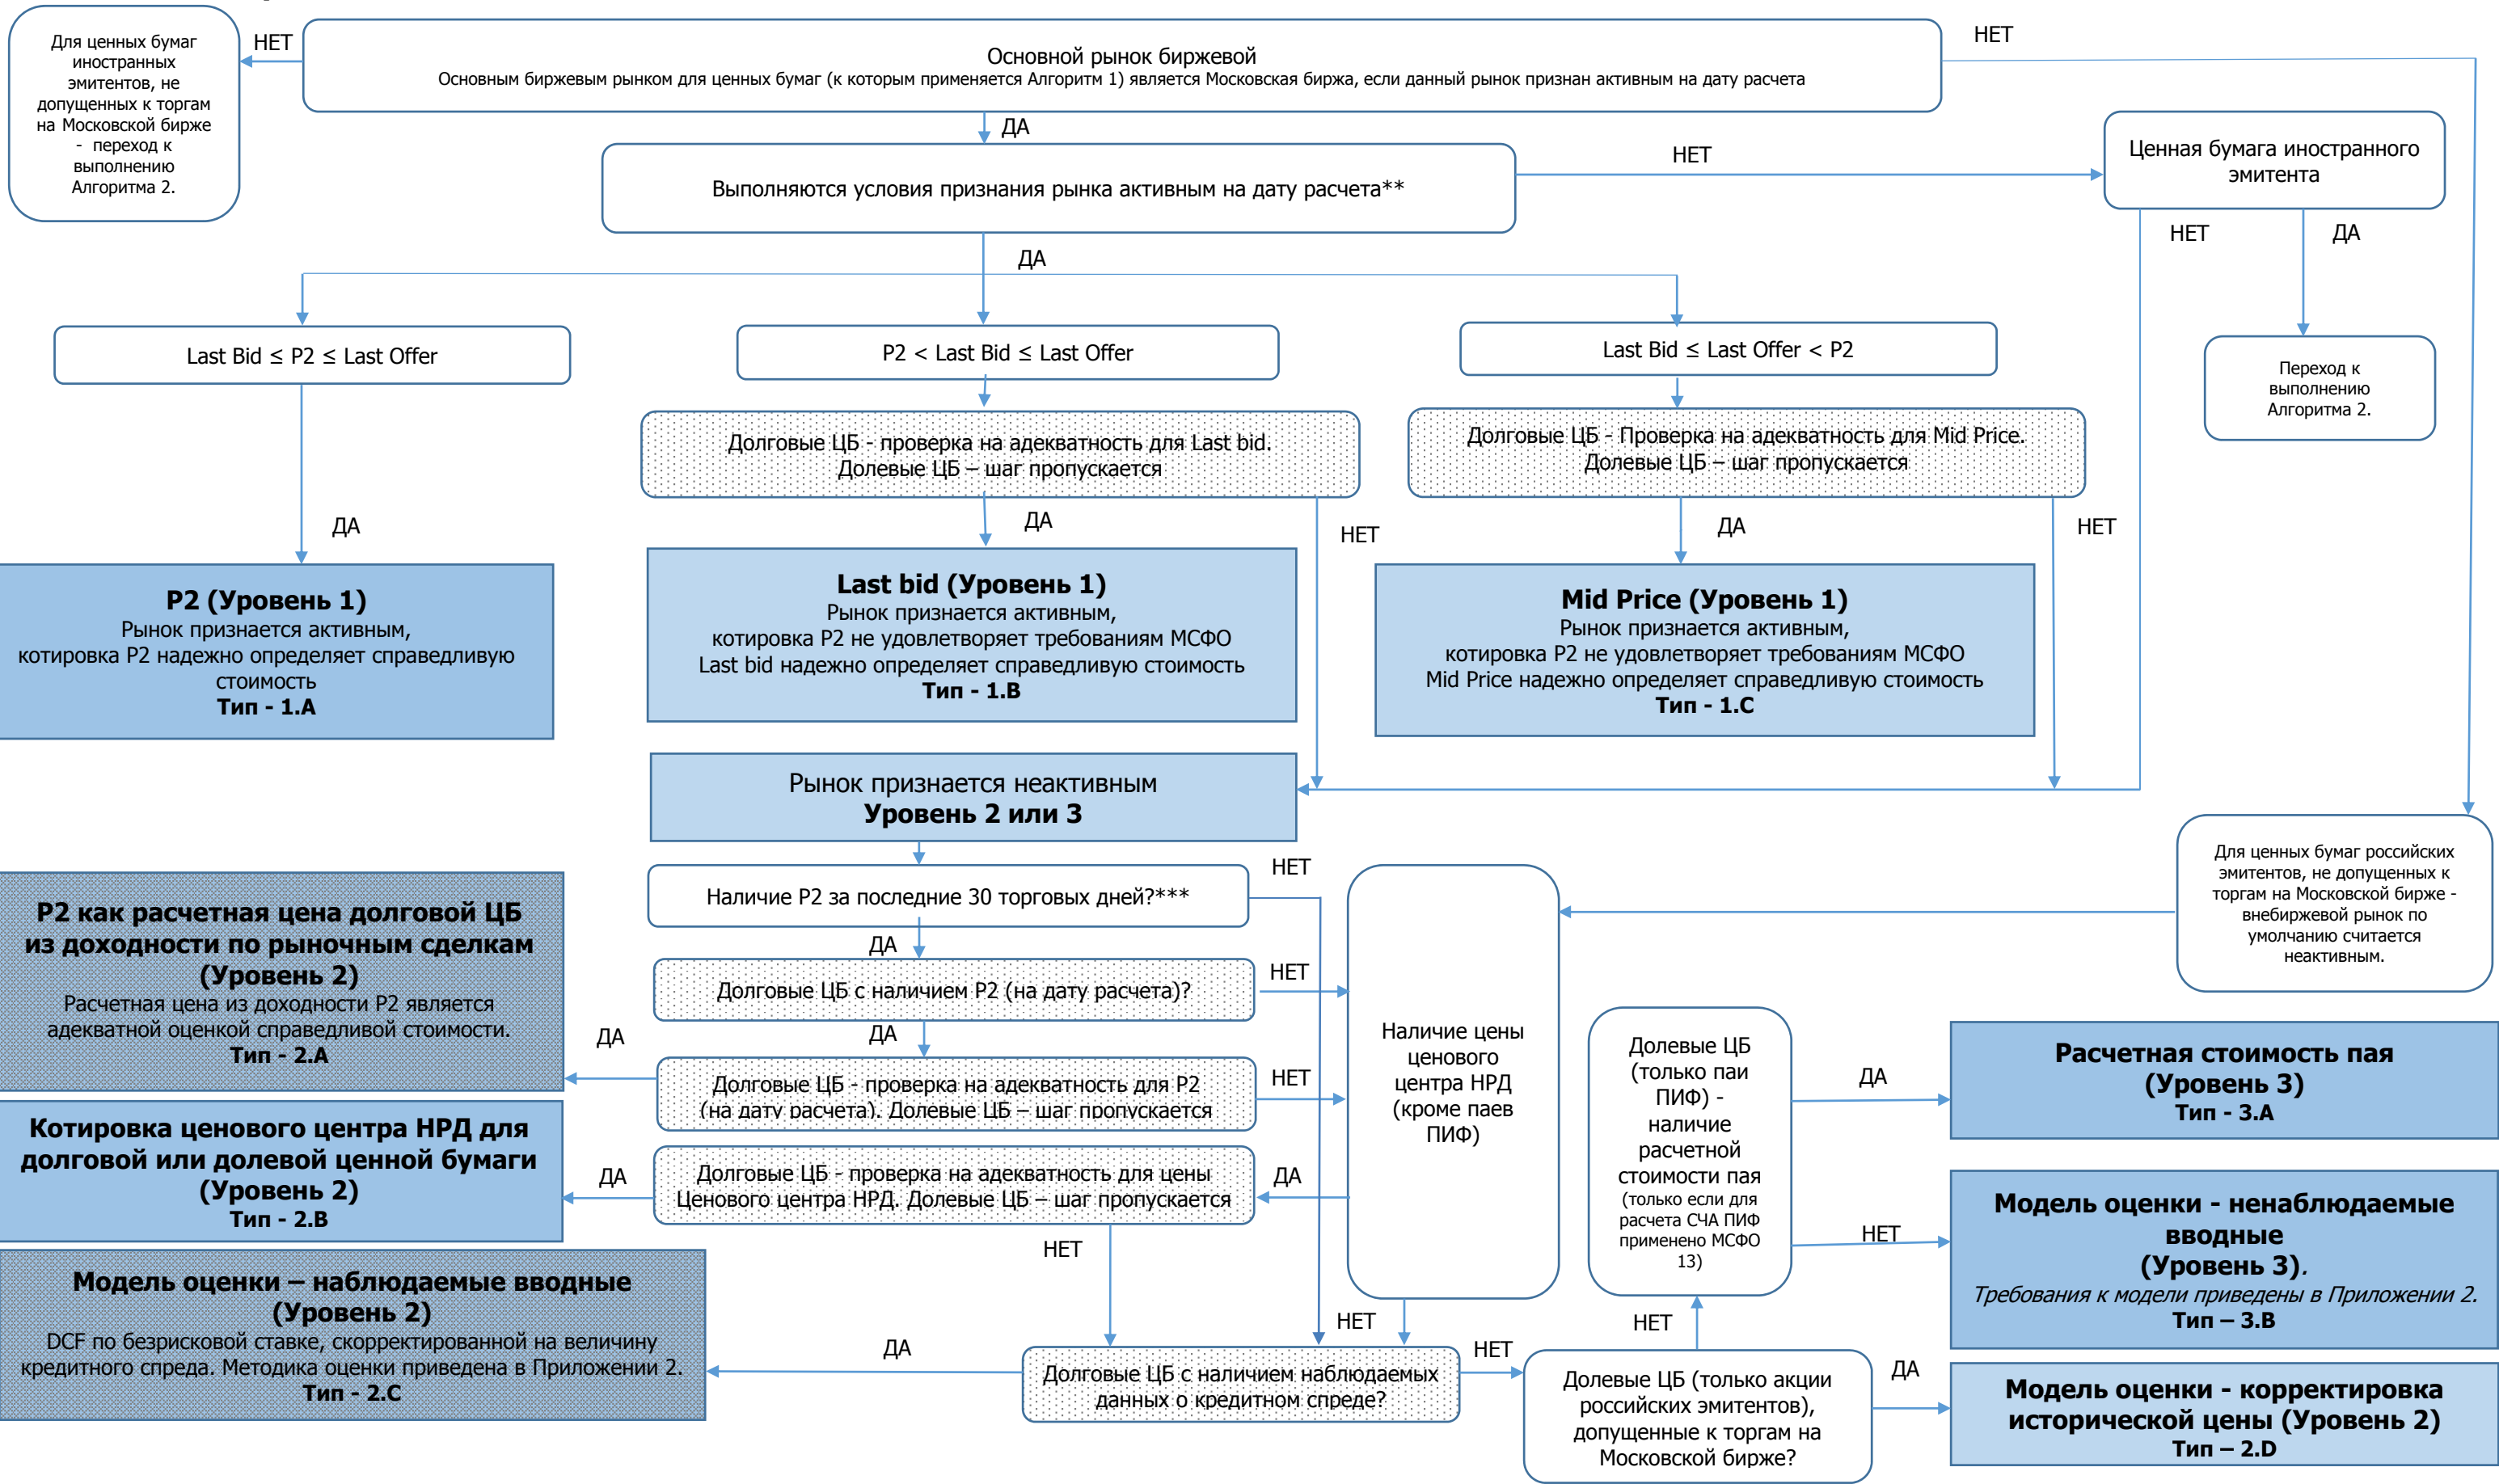 Для ценных бумаг
иностранных
эмитентов, не
допущенных к торгам
на Московской бирже
- переход к
выполнению
Алгоритма 2.
НЕТ
Основной рынок биржевой
Основным биржевым рынком для ценных бумаг (к которым применяется Алгоритм 1) является Московская биржа, если данный рынок признан активным на дату расчета
НЕТ
ДА
Выполняются условия признания рынка активным на дату расчета**
НЕТ
Ценная бумага иностранного
эмитента
НЕТ
ДА
ДА
Last Bid ≤ P2 ≤ Last Offer
P2 < Last Bid ≤ Last Offer
Last Bid ≤ Last Offer < P2
Переход к
выполнению
Алгоритма 2.
Долговые ЦБ - проверка на адекватность для Last bid.
Долевые ЦБ – шаг пропускается
Долговые ЦБ - Проверка на адекватность для Mid Price.
Долевые ЦБ – шаг пропускается
ДА
ДА
НЕТ
ДА
НЕТ
P2 (Уровень 1)
Рынок признается активным,
котировка P2 надежно определяет справедливую
стоимость
Тип - 1.A
Last bid (Уровень 1)
Рынок признается активным,
котировка P2 не удовлетворяет требованиям МСФО
Last bid надежно определяет справедливую стоимость
Тип - 1.B
Mid Price (Уровень 1)
Рынок признается активным,
котировка P2 не удовлетворяет требованиям МСФО
Mid Price надежно определяет справедливую стоимость
Тип - 1.C
Рынок признается неактивным
Уровень 2 или 3
Наличие P2 за последние 30 торговых дней?***
НЕТ
Для ценных бумаг российских
эмитентов, не допущенных к
торгам на Московской бирже -
внебиржевой рынок по
умолчанию считается
неактивным.
P2 как расчетная цена долговой ЦБ
из доходности по рыночным сделкам
(Уровень 2)
Расчетная цена из доходности P2 является
адекватной оценкой справедливой стоимости.
Тип - 2.A
ДА
Долговые ЦБ с наличием P2 (на дату расчета)?
НЕТ
ДА
ДА
Долговые ЦБ - проверка на адекватность для P2
(на дату расчета). Долевые ЦБ – шаг пропускается
НЕТ
Наличие цены
ценового
центра НРД
(кроме паев
ПИФ)
Долевые ЦБ
(только паи
ПИФ) -
наличие
расчетной
стоимости пая
(только если для
расчета СЧА ПИФ
применено МСФО
13)
ДА
Расчетная стоимость пая
(Уровень 3)
Тип - 3.A
Котировка ценового центра НРД для
долговой или долевой ценной бумаги
(Уровень 2)
Тип - 2.B
ДА
Долговые ЦБ - проверка на адекватность для цены
Ценового центра НРД. Долевые ЦБ – шаг пропускается
ДА
НЕТ
Модель оценки - ненаблюдаемые
вводные
(Уровень 3).
Требования к модели приведены в Приложении 2.
Тип – 3.B
НЕТ
Модель оценки – наблюдаемые вводные
(Уровень 2)
DCF по безрисковой ставке, скорректированной на величину
кредитного спреда. Методика оценки приведена в Приложении 2.
Тип - 2.C
ДА
НЕТ
Долговые ЦБ с наличием наблюдаемых
данных о кредитном спреде?
НЕТ
НЕТ
Долевые ЦБ (только акции
российских эмитентов),
допущенные к торгам на
Московской бирже?
ДА
Модель оценки - корректировка
исторической цены (Уровень 2)
Тип – 2.D